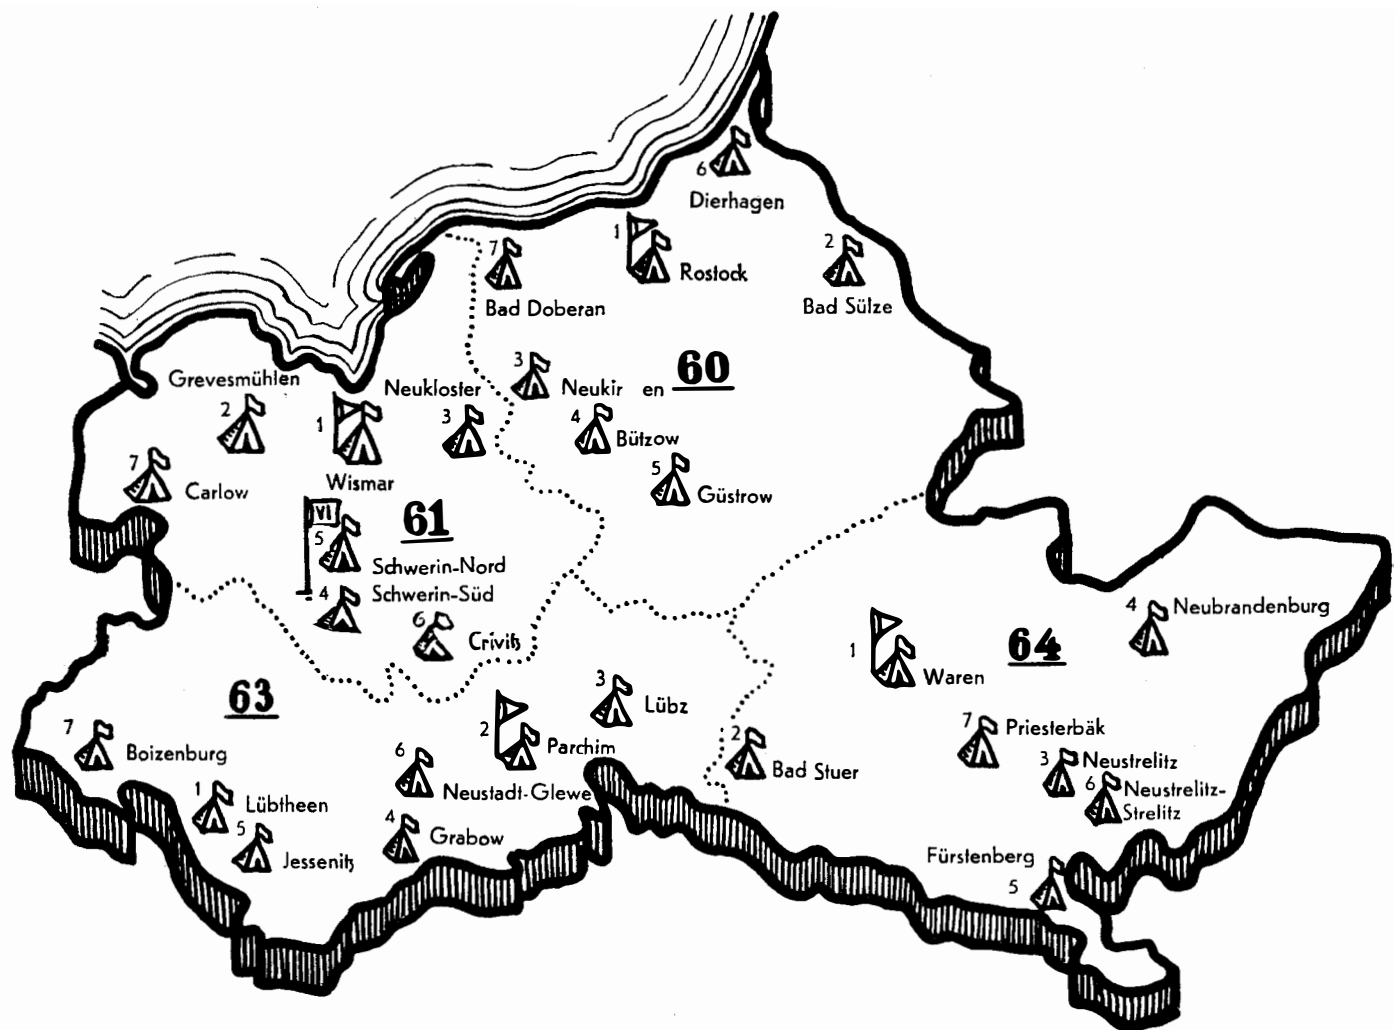 6
Dierhagen
1
Rostock
7
Bad Doberan
2
Bad Sülze
3
Neukir en
60
4
Bützow
5
Güstrow
Grevesmühlen
2
1
Wismar
Neukloster
3
7
Carlow
61
VI
5
Schwerin-Nord
4
Schwerin-Süd
6
Crivitz
63
7
Boizenburg
1
Lübtheen
5
Jessenitz
6
Neustadt-Glewe
4
Grabow
2
Parchim
3
Lübz
64
1
Waren
4
Neubrandenburg
2
Bad Stuer
7
Priesterbäk
3
Neustrelitz
6
Neustrelitz-
Strelitz
Fürstenberg
5